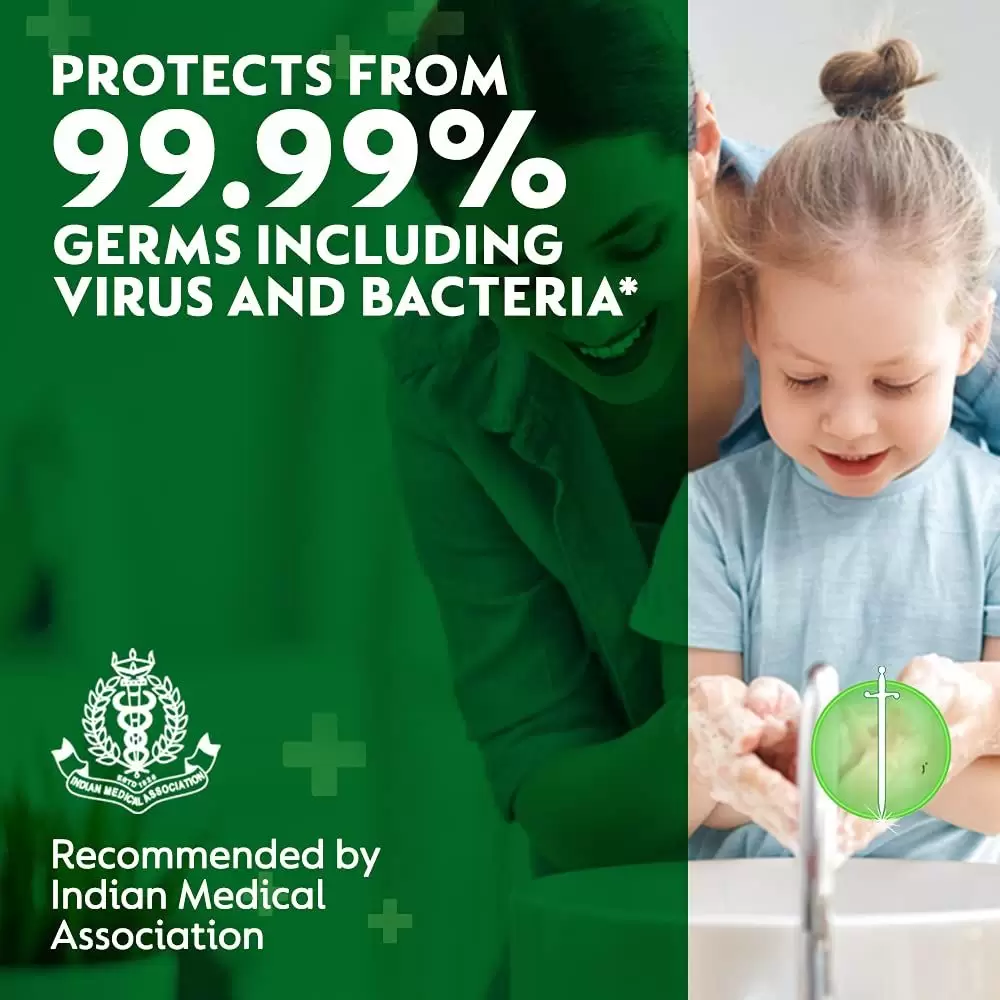 PROTECTS FROM
99.99%
GERMS INCLUDING
VIRUS AND BACTERIA*
ESTD 1928
INDIAN MEDICAL ASSOCIATION
Recommended by
Indian Medical
Association